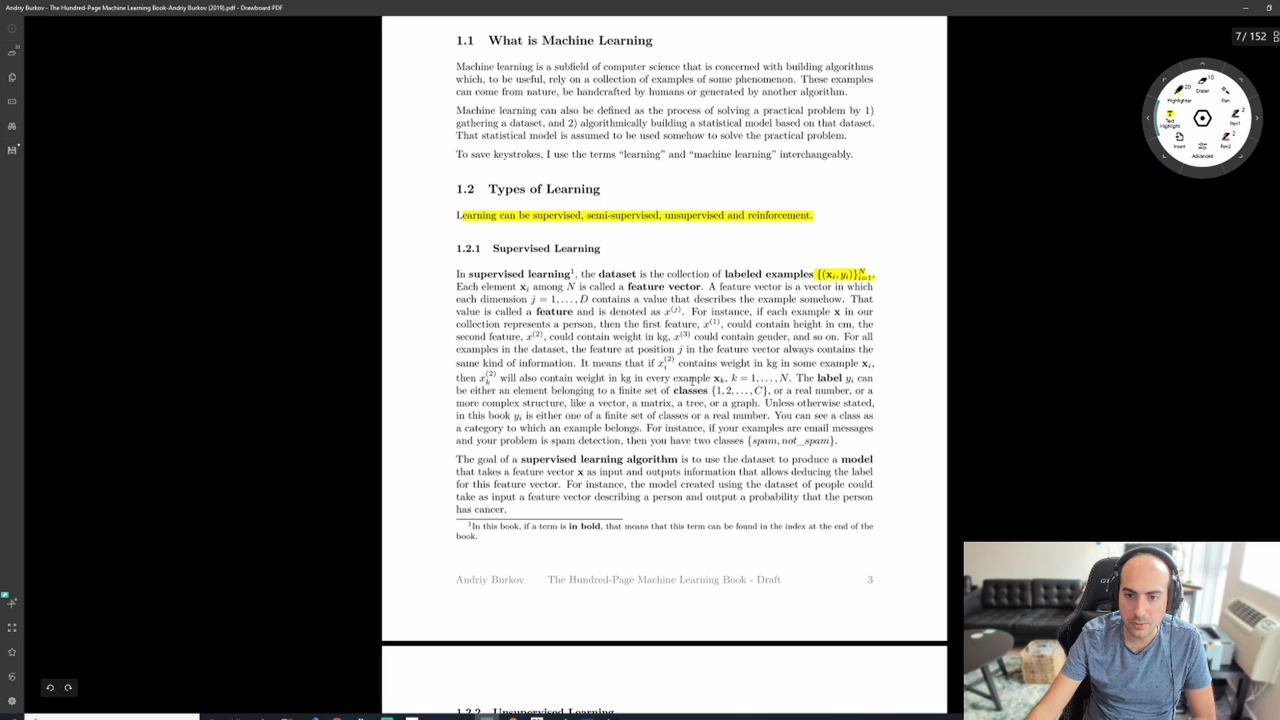 Andriy Burkov - The Hundred-Page Machine Learning Book-Andriy Burkov (2019).pdf - Drawboard PDF
7 / 152
1.1 What is Machine Learning
Machine learning is a subfield of computer science that is concerned with building algorithms
which, to be useful, rely on a collection of examples of some phenomenon. These examples
can come from nature, be handcrafted by humans or generated by another algorithm.
Machine learning can also be defined as the process of solving a practical problem by 1)
gathering a dataset, and 2) algorithmically building a statistical model based on that dataset.
That statistical model is assumed to be used somehow to solve the practical problem.
To save keystrokes, I use the terms “learning” and “machine learning” interchangeably.
1.2 Types of Learning
Learning can be supervised, semi-supervised, unsupervised and reinforcement.
1.2.1 Supervised Learning
In supervised learning¹, the dataset is the collection of labeled examples {(xᵢ, yᵢ)}ᴺᵢ₌₁.
Each element xᵢ among N is called a feature vector. A feature vector is a vector in which
each dimension j = 1, . . . , D contains a value that describes the example somehow. That
value is called a feature and is denoted as x⁽ʲ⁾. For instance, if each example x in our
collection represents a person, then the first feature, x⁽¹⁾, could contain height in cm, the
second feature, x⁽²⁾, could contain weight in kg, x⁽³⁾ could contain gender, and so on. For all
examples in the dataset, the feature at position j in the feature vector always contains the
same kind of information. It means that if xᵢ⁽²⁾ contains weight in kg in some example xᵢ,
then xₖ⁽²⁾ will also contain weight in kg in every example xₖ, k = 1, . . . , N. The label yᵢ can
be either an element belonging to a finite set of classes {1, 2, . . . , C}, or a real number, or a
more complex structure, like a vector, a matrix, a tree, or a graph. Unless otherwise stated,
in this book yᵢ is either one of a finite set of classes or a real number. You can see a class as
a category to which an example belongs. For instance, if your examples are email messages
and your problem is spam detection, then you have two classes {spam, not_spam}.
The goal of a supervised learning algorithm is to use the dataset to produce a model
that takes a feature vector x as input and outputs information that allows deducing the label
for this feature vector. For instance, the model created using the dataset of people could
take as input a feature vector describing a person and output a probability that the person
has cancer.
¹In this book, if a term is in bold, that means that this term can be found in the index at the end of the
book.
Andriy Burkov The Hundred-Page Machine Learning Book - Draft 3
1.2.2 Unsupervised Learning
Highlighter 20
Eraser 10
Pen
Pen1 2
Pen2 2
Advanced
Insert
Text Highlight